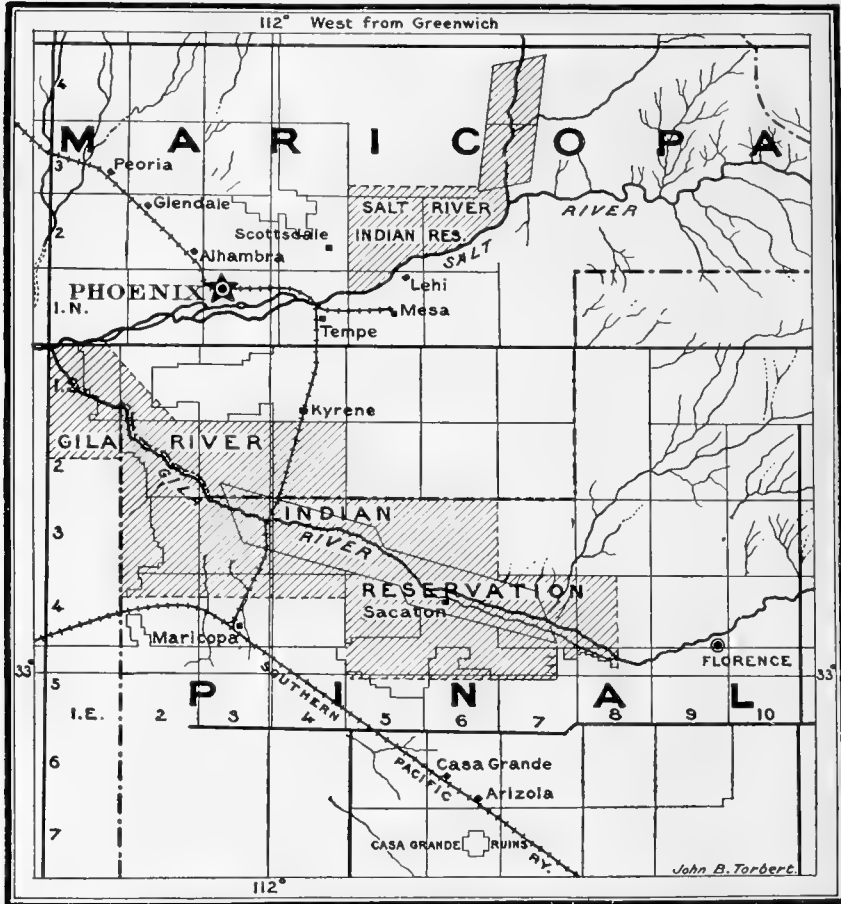 112° West from Greenwich
4
MARICOPA
3
Peoria
Glendale
SALT RIVER
RIVER
2
Scottsdale
INDIAN RES.
Alhambra
SALT
Lehi
PHOENIX
1.N.
Mesa
Tempe
1.
Kyrene
GILA RIVER
2
GILA
INDIAN
3
RIVER
RESERVATION
4
Sacaton
Maricopa
33°
FLORENCE
33°
5
SOUTHERN
PINAL
1.E. 2 3 4 5 6 7 8 9 10
6
PACIFIC
Casa Grande
Arizola
7
CASA GRANDE RUINS
RY.
John B. Torbert.
112°